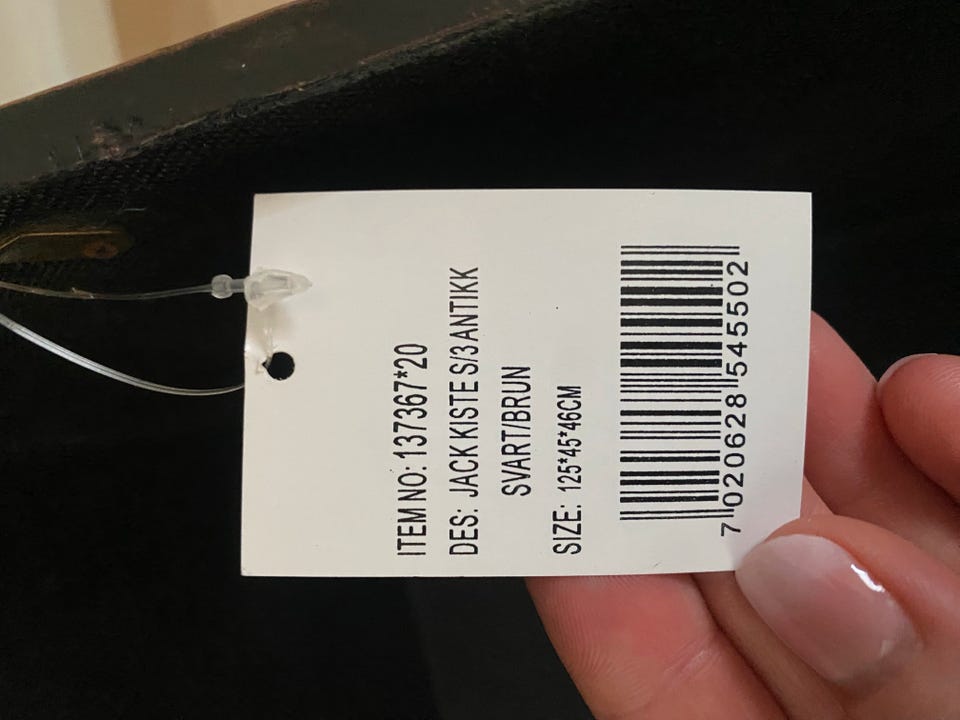 ITEM NO: 137367*20
DES: JACK KISTE S/3 ANTIKK
SVART/BRUN
SIZE: 125*45*46CM
7 020628 545502